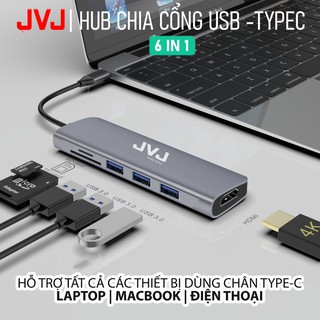 JVJ | HUB CHIA CỔNG USB -TYPEC
6 IN 1
JVJ
USB 3.0
USB 3.0
USB 3.0
HDMI
4K
HỖ TRỢ TẤT CẢ CÁC THIẾT BỊ DÙNG CHÂN TYPE-C
LAPTOP | MACBOOK | ĐIỆN THOẠI